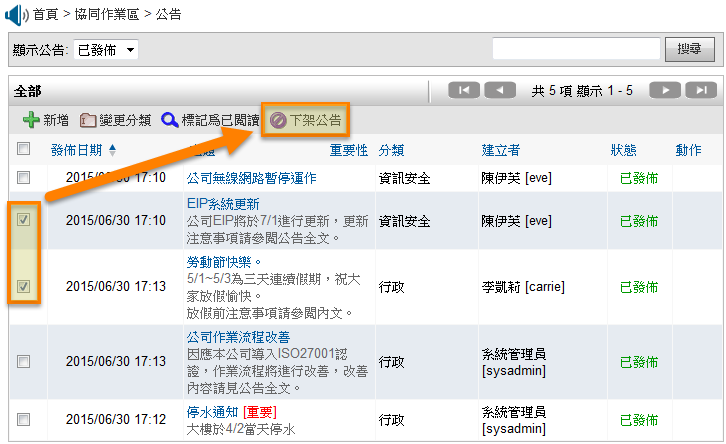 首頁 > 協同作業區 > 公告
顯示公告: 已發佈 搜尋
全部 共 5 項 顯示 1 - 5
新增 變更分類 標記為已閱讀 下架公告
發佈日期 重要性 分類 建立者 狀態 動作
2015/06/30 17:10 公司無線網路暫停運作 資訊安全 陳伊芙 [eve] 已發佈
EIP系統更新
2015/06/30 17:10 公司EIP將於7/1進行更新，更新 資訊安全 陳伊芙 [eve] 已發佈
注意事項請參閱公告全文。
勞動節快樂。
5/1~5/3為三天連續假期，祝大
2015/06/30 17:13 家放假愉快。 行政 李凱莉 [carrie] 已發佈
放假前注意事項請參閱內文。
公司作業流程改善
因應本公司導入ISO27001認 系統管理員
2015/06/30 17:13 證，作業流程將進行改善，改善 行政 [sysadmin] 已發佈
內容請見公告全文。
停水通知 [重要] 系統管理員
2015/06/30 17:12 大樓於4/2當天停水 行政 [sysadmin] 已發佈